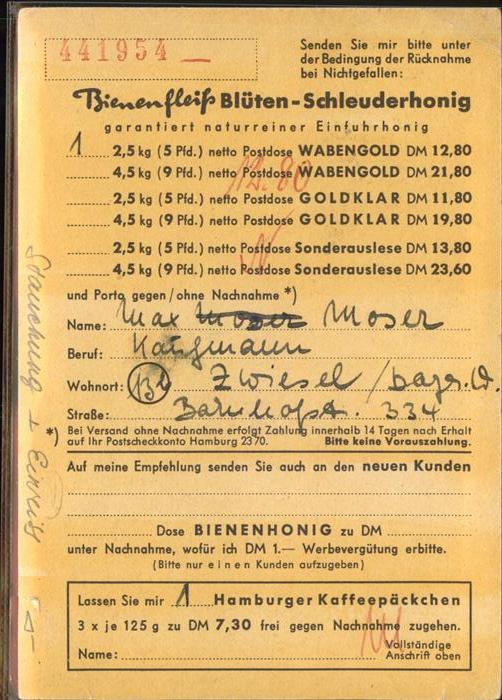 441954 —
Senden Sie mir bitte unter
der Bedingung der Rücknahme
bei Nichtgefallen:
Bienenfleiß Blüten-Schleuderhonig
garantiert naturreiner Einfuhrhonig
1 2,5 kg (5 Pfd.) netto Postdose WABENGOLD DM 12,80
4,5 kg (9 Pfd.) netto Postdose WABENGOLD DM 21,80
12.80
2,5 kg (5 Pfd.) netto Postdose GOLDKLAR DM 11,80
4,5 kg (9 Pfd.) netto Postdose GOLDKLAR DM 19,80
2,5 kg (5 Pfd.) netto Postdose Sonderauslese DM 13,80
4,5 kg (9 Pfd.) netto Postdose Sonderauslese DM 23,60
und Porto gegen/ohne Nachnahme *)
Name: Max Moser Moser
Beruf: Kaufmann
Wohnort: (13b) Zwiesel / bayr. W.
Straße: Bahnhofst. 334
*) Bei Versand ohne Nachnahme erfolgt Zahlung innerhalb 14 Tagen nach Erhalt
auf Ihr Postscheckkonto Hamburg 2370. Bitte keine Vorauszahlung.
Auf meine Empfehlung senden Sie auch an den neuen Kunden
Dose BIENENHONIG zu DM
unter Nachnahme, wofür ich DM 1.— Werbevergütung erbitte.
(Bitte nur einen Kunden aufzugeben)
Lassen Sie mir 1 Hamburger Kaffeepäckchen
3 x je 125 g zu DM 7,30 frei gegen Nachnahme zugehen.
Name: Vollständige
Anschrift oben